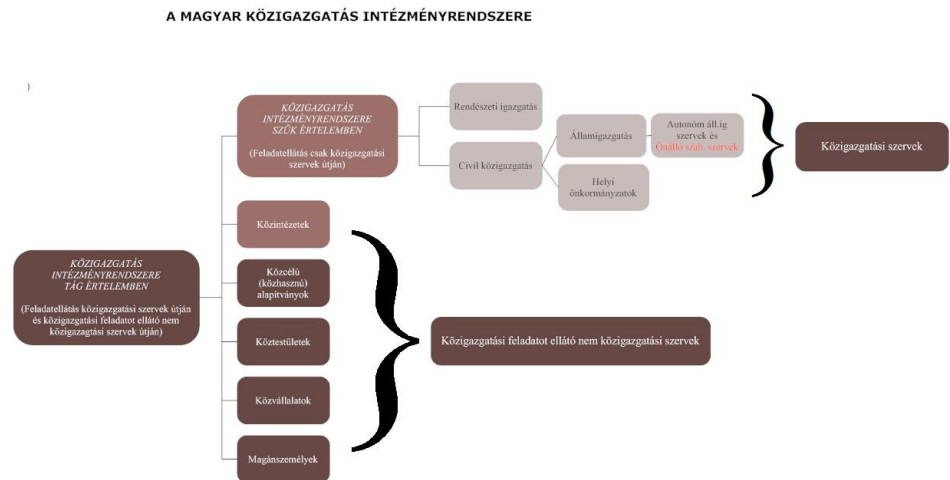 A MAGYAR KÖZIGAZGATÁS INTÉZMÉNYRENDSZERE
}
KÖZIGAZGATÁS
INTÉZMÉNYRENDSZERE
SZŰK ÉRTELEMBEN
(Feladatellátás csak közigazgatási
szervek útján)
Rendészeti igazgatás
Civil közigazgatás
Államigazgatás
Autonóm áll.ig
szervek és
Önálló szab. szervek
Helyi
önkormányzatok
Közigazgatási szervek
KÖZIGAZGATÁS
INTÉZMÉNYRENDSZERE
TÁG ÉRTELEMBEN
(Feladatellátás közigazgatási szervek útján
és közigazgatási feladatot ellátó nem
közigazagtási szervek útján)
Közintézetek
Közcélú
(közhasznú)
alapítványok
Köztestületek
Közvállalatok
Magánszemélyek
Közigazgatási feladatot ellátó nem közigazgatási szervek